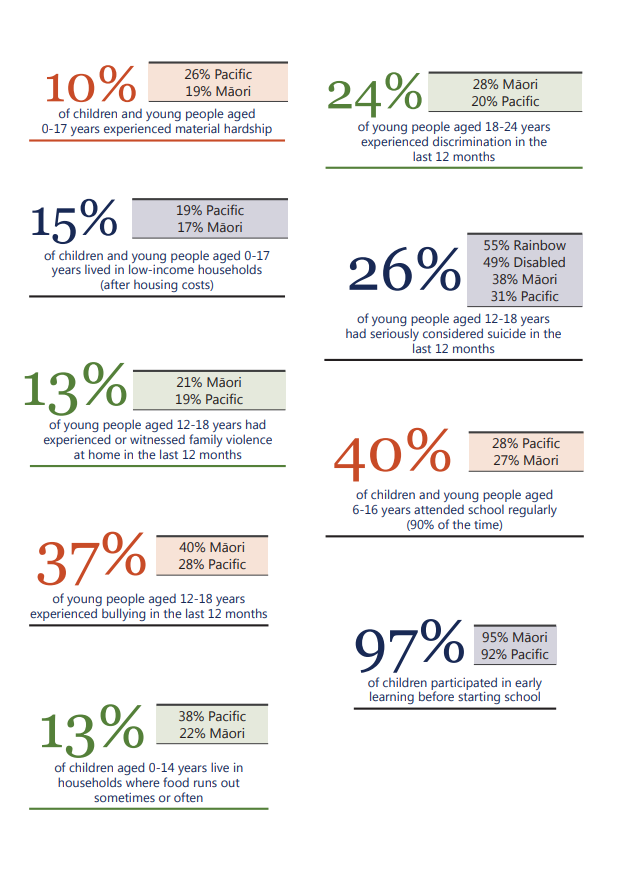 10%
26% Pacific
19% Māori
of children and young people aged
0-17 years experienced material hardship
15%
19% Pacific
17% Māori
of children and young people aged 0-17
years lived in low-income households
(after housing costs)
13%
21% Māori
19% Pacific
of young people aged 12-18 years had
experienced or witnessed family violence
at home in the last 12 months
37%
40% Māori
28% Pacific
of young people aged 12-18 years
experienced bullying in the last 12 months
13%
38% Pacific
22% Māori
of children aged 0-14 years live in
households where food runs out
sometimes or often
24%
28% Māori
20% Pacific
of young people aged 18-24 years
experienced discrimination in the
last 12 months
26%
55% Rainbow
49% Disabled
38% Māori
31% Pacific
of young people aged 12-18 years
had seriously considered suicide in the
last 12 months
40%
28% Pacific
27% Māori
of children and young people aged
6-16 years attended school regularly
(90% of the time)
97%
95% Māori
92% Pacific
of children participated in early
learning before starting school